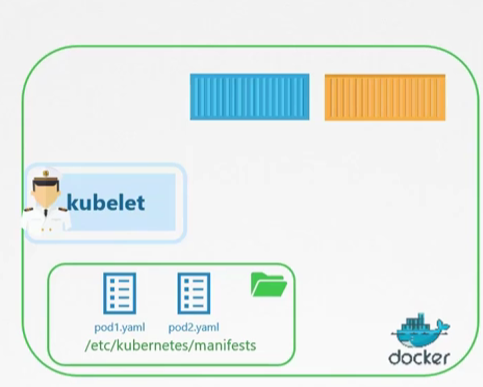 kubelet
pod1.yaml pod2.yaml
/etc/kubernetes/manifests
docker